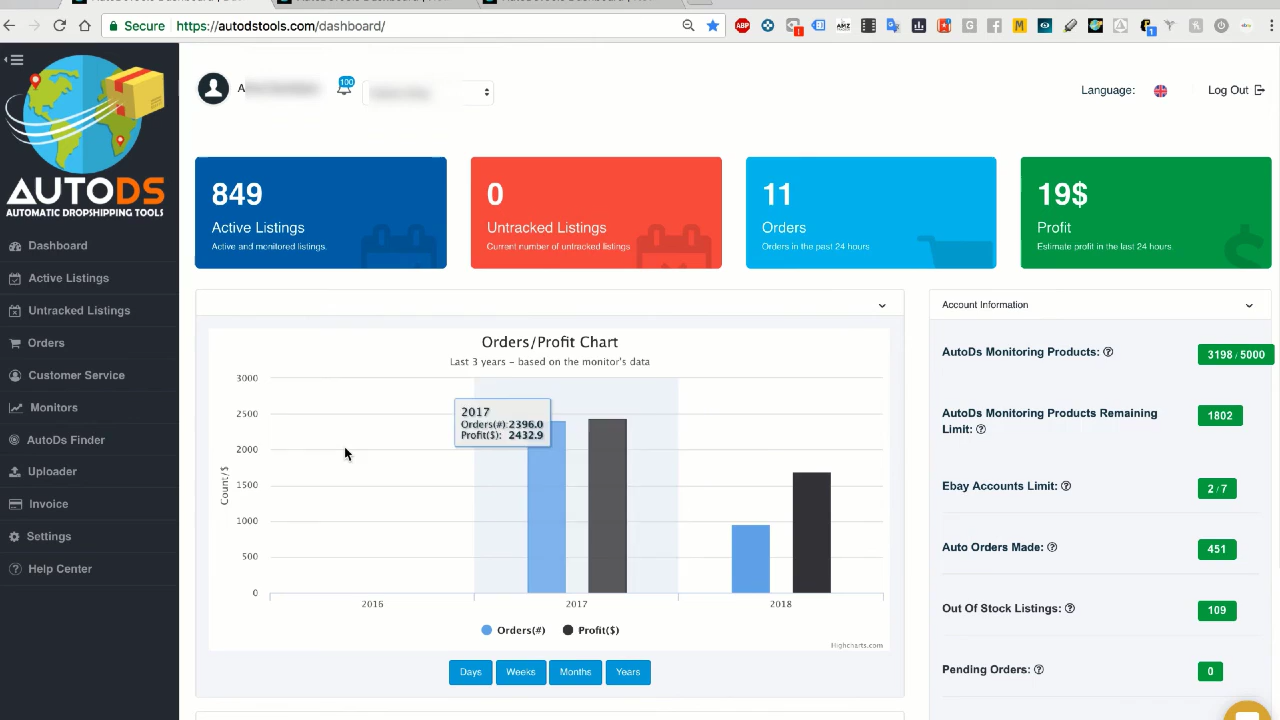 Secure https://autodstools.com/dashboard/
A
100
Language:
Log Out
AUTODS
AUTOMATIC DROPSHIPPING TOOLS
Dashboard
Active Listings
Untracked Listings
Orders
Customer Service
Monitors
AutoDs Finder
Uploader
Invoice
Settings
Help Center
849
Active Listings
Active and monitored listings.
0
Untracked Listings
Current number of untracked listings
11
Orders
Orders in the past 24 hours
19$
Profit
Estimate profit in the last 24 hours
Orders/Profit Chart
Last 3 years – based on the monitor's data
Count/$
3000
2500
2000
1500
1000
500
0
2017
Orders(#): 2396.0
Profit($): 2432.9
2016 2017 2018
Orders(#) Profit($)
Highcharts.com
Days Weeks Months Years
Account Information
AutoDs Monitoring Products: 3198 / 5000
AutoDs Monitoring Products Remaining
Limit: 1802
Ebay Accounts Limit: 2 / 7
Auto Orders Made: 451
Out Of Stock Listings: 109
Pending Orders: 0